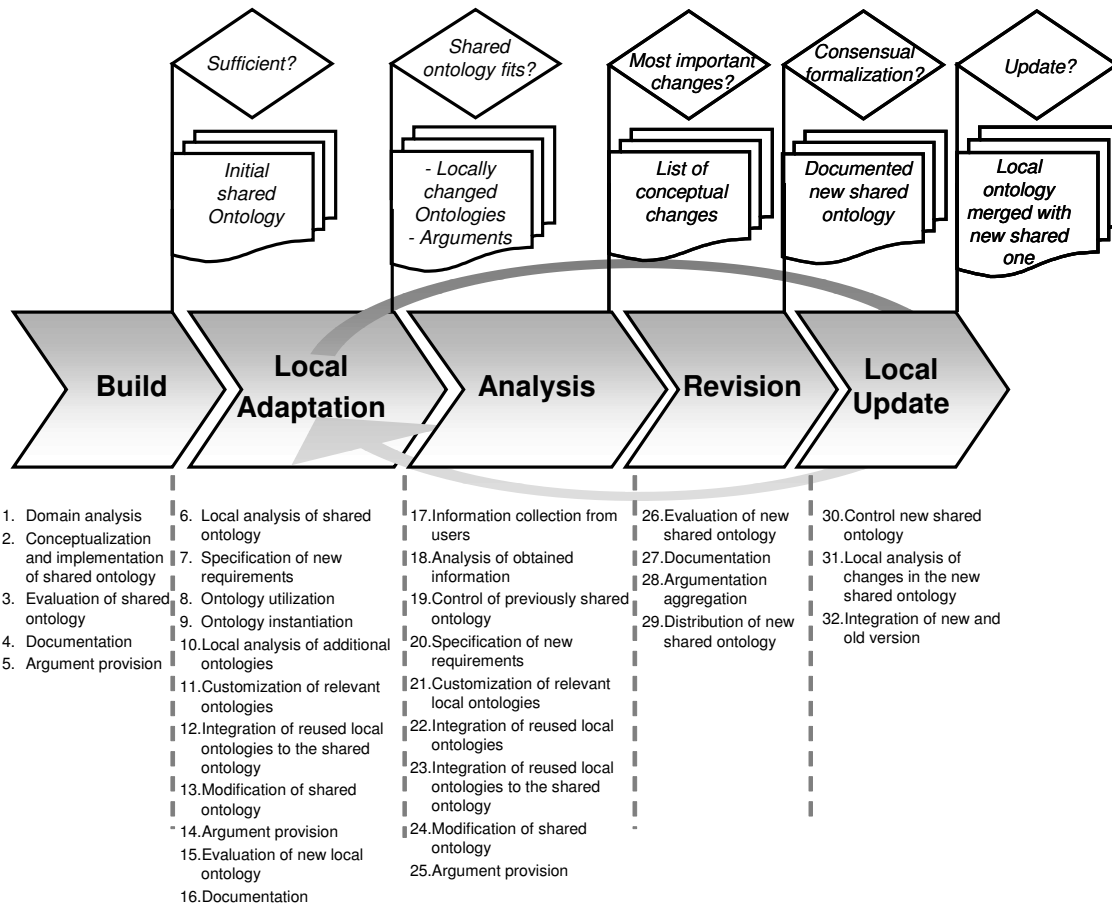 Sufficient?
Shared
ontology fits?
Most important
changes?
Consensual
formalization?
Update?
Initial
shared
Ontology
- Locally
changed
Ontologies
- Arguments
List of
conceptual
changes
Documented
new shared
ontology
Local
ontology
merged with
new shared
one
Build
Local
Adaptation
Analysis
Revision
Local
Update
1. Domain analysis
2. Conceptualization
and implementation
of shared ontology
3. Evaluation of shared
ontology
4. Documentation
5. Argument provision
6. Local analysis of shared
ontology
7. Specification of new
requirements
8. Ontology utilization
9. Ontology instantiation
10.Local analysis of additional
ontologies
11.Customization of relevant
ontologies
12.Integration of reused local
ontologies to the shared
ontology
13.Modification of shared
ontology
14.Argument provision
15.Evaluation of new local
ontology
16.Documentation
17.Information collection from
users
18.Analysis of obtained
information
19.Control of previously shared
ontology
20.Specification of new
requirements
21.Customization of relevant
local ontologies
22.Integration of reused local
ontologies
23.Integration of reused local
ontologies to the shared
ontology
24.Modification of shared
ontology
25.Argument provision
26.Evaluation of new
shared ontology
27.Documentation
28.Argumentation
aggregation
29.Distribution of new
shared ontology
30.Control new shared
ontology
31.Local analysis of
changes in the new
shared ontology
32.Integration of new and
old version